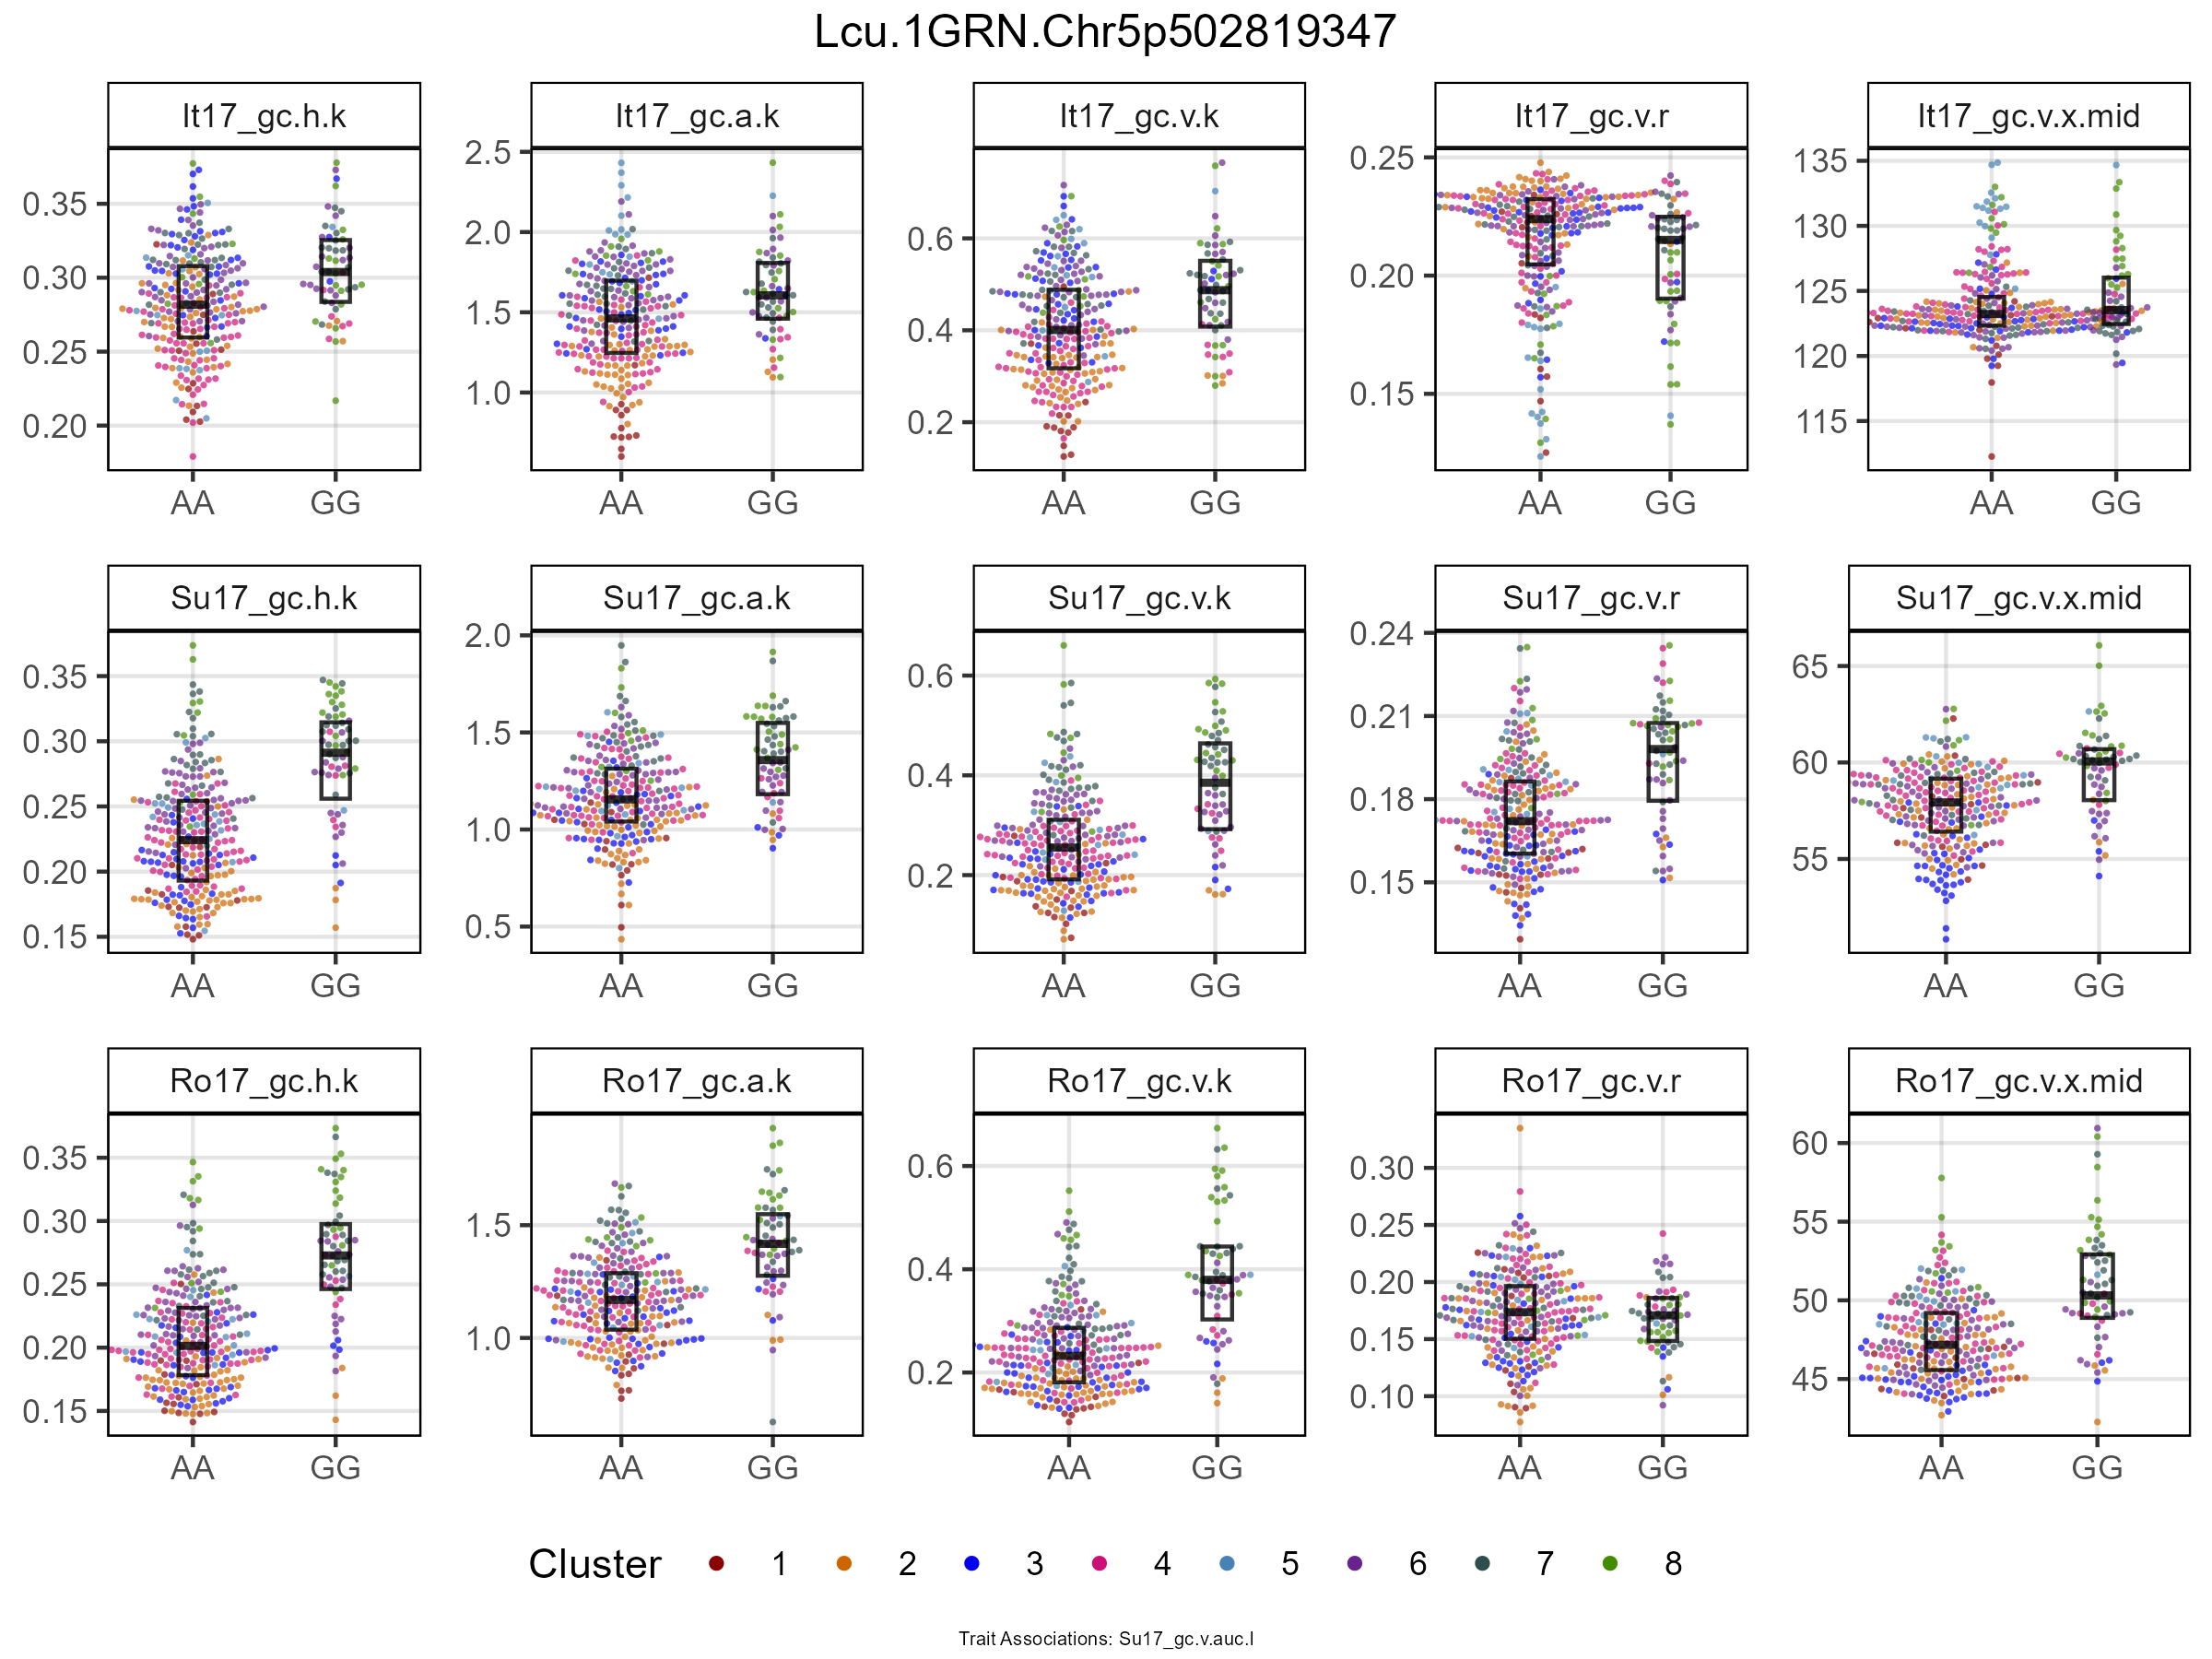 Lcu.1GRN.Chr5p502819347
It17_gc.h.k
It17_gc.a.k
It17_gc.v.k
It17_gc.v.r
It17_gc.v.x.mid
0.35
0.30
0.25
0.20
AA GG
2.5
2.0
1.5
1.0
AA GG
0.6
0.4
0.2
AA GG
0.25
0.20
0.15
AA GG
135
130
125
120
115
AA GG
Su17_gc.h.k
Su17_gc.a.k
Su17_gc.v.k
Su17_gc.v.r
Su17_gc.v.x.mid
0.35
0.30
0.25
0.20
0.15
AA GG
2.0
1.5
1.0
0.5
AA GG
0.6
0.4
0.2
AA GG
0.24
0.21
0.18
0.15
AA GG
65
60
55
AA GG
Ro17_gc.h.k
Ro17_gc.a.k
Ro17_gc.v.k
Ro17_gc.v.r
Ro17_gc.v.x.mid
0.35
0.30
0.25
0.20
0.15
AA GG
1.5
1.0
AA GG
0.6
0.4
0.2
AA GG
0.30
0.25
0.20
0.15
0.10
AA GG
60
55
50
45
AA GG
Cluster 1 2 3 4 5 6 7 8
Trait Associations: Su17_gc.v.auc.l